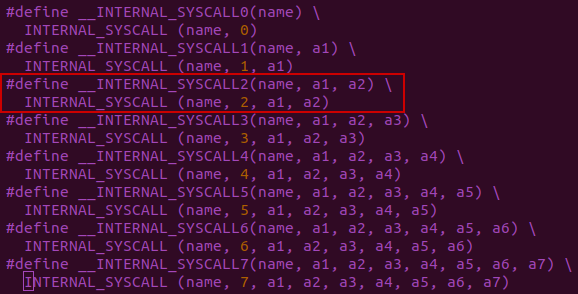 #define __INTERNAL_SYSCALL0(name) \
  INTERNAL_SYSCALL (name, 0)
#define __INTERNAL_SYSCALL1(name, a1) \
  INTERNAL_SYSCALL (name, 1, a1)
#define __INTERNAL_SYSCALL2(name, a1, a2) \
  INTERNAL_SYSCALL (name, 2, a1, a2)
#define __INTERNAL_SYSCALL3(name, a1, a2, a3) \
  INTERNAL_SYSCALL (name, 3, a1, a2, a3)
#define __INTERNAL_SYSCALL4(name, a1, a2, a3, a4) \
  INTERNAL_SYSCALL (name, 4, a1, a2, a3, a4)
#define __INTERNAL_SYSCALL5(name, a1, a2, a3, a4, a5) \
  INTERNAL_SYSCALL (name, 5, a1, a2, a3, a4, a5)
#define __INTERNAL_SYSCALL6(name, a1, a2, a3, a4, a5, a6) \
  INTERNAL_SYSCALL (name, 6, a1, a2, a3, a4, a5, a6)
#define __INTERNAL_SYSCALL7(name, a1, a2, a3, a4, a5, a6, a7) \
  INTERNAL_SYSCALL (name, 7, a1, a2, a3, a4, a5, a6, a7)